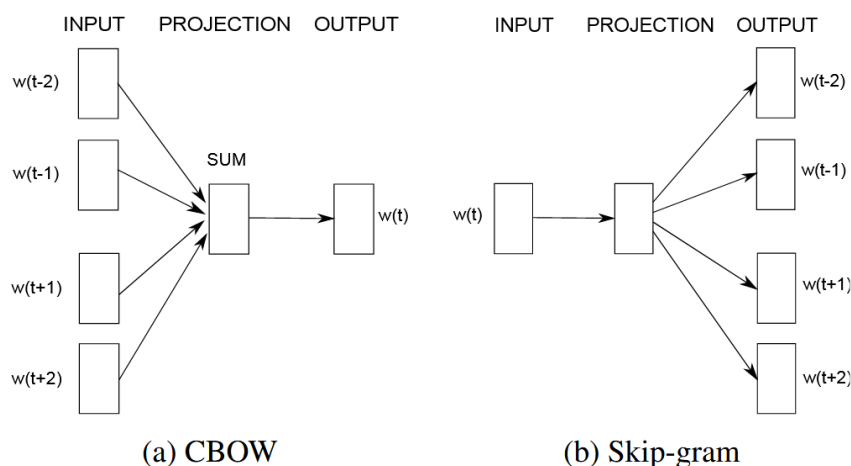 INPUT PROJECTION OUTPUT
w(t-2)
w(t-1)
SUM
w(t)
w(t+1)
w(t+2)
(a) CBOW
INPUT PROJECTION OUTPUT
w(t-2)
w(t-1)
w(t)
w(t+1)
w(t+2)
(b) Skip-gram